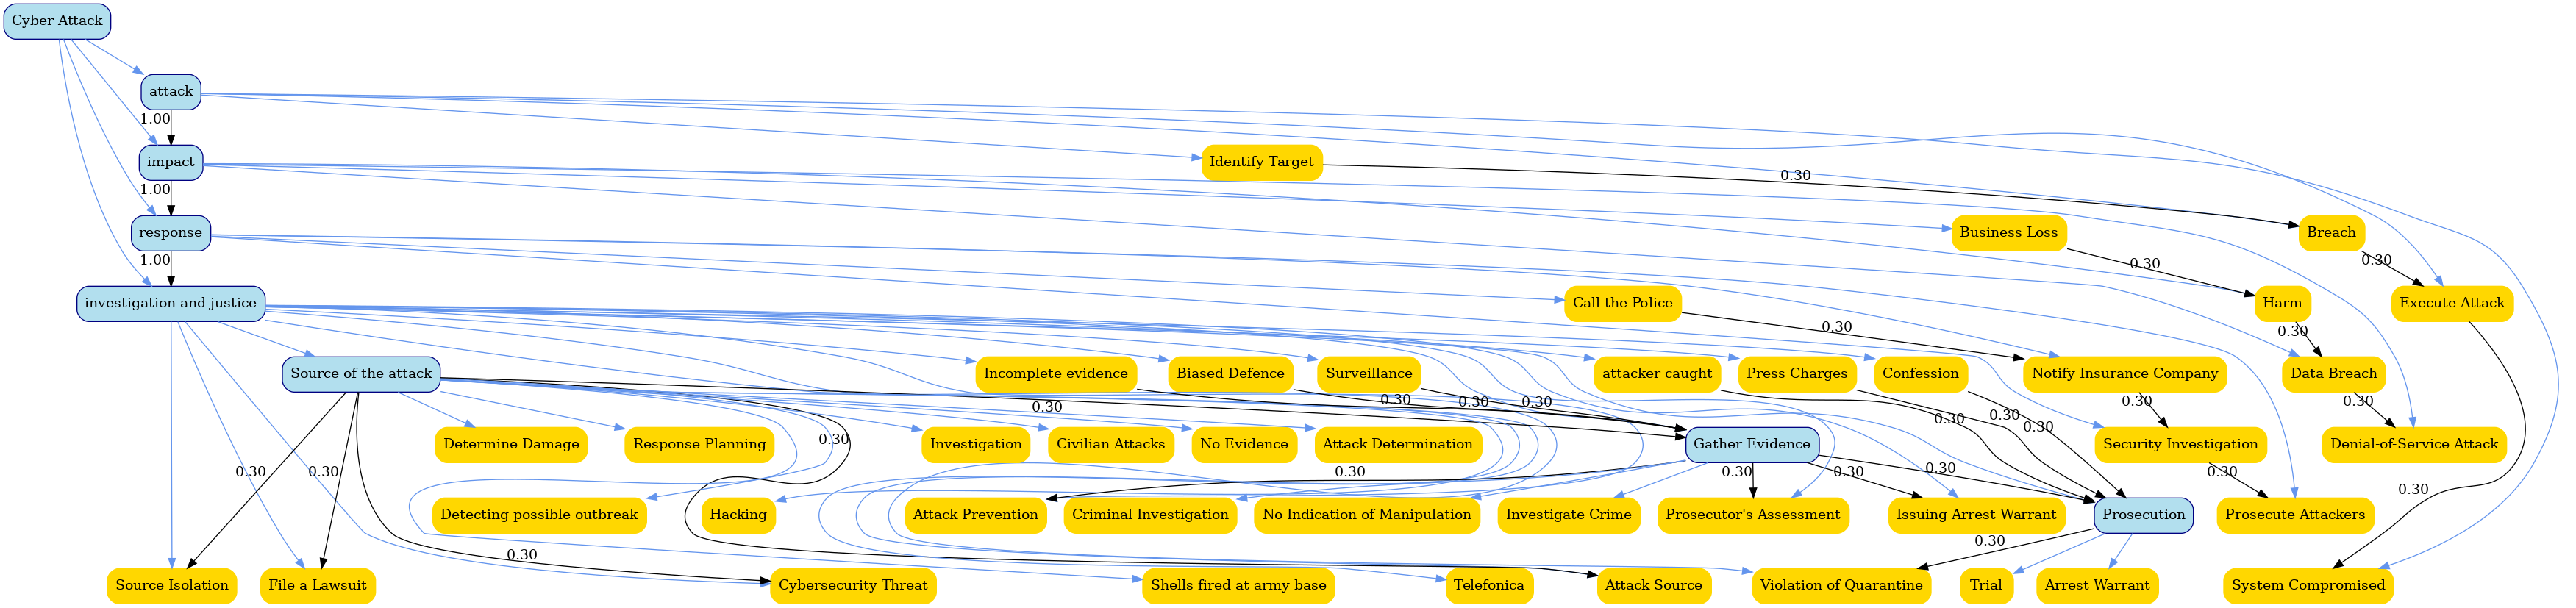 Cyber Attack
attack
1.00
impact
Identify Target
0.30
1.00
response
Business Loss
Breach
1.00
0.30
0.30
investigation and justice
Call the Police
Harm
Execute Attack
0.30
0.30
Source of the attack
Incomplete evidence
Biased Defence
Surveillance
attacker caught
Press Charges
Confession
Notify Insurance Company
Data Breach
0.30
0.30
0.30
0.30
0.30
0.30
0.30
0.30
0.30
0.30
Determine Damage
Response Planning
Investigation
Civilian Attacks
No Evidence
Attack Determination
Gather Evidence
Security Investigation
Denial-of-Service Attack
0.30
0.30
0.30
0.30
0.30
0.30
0.30
0.30
Detecting possible outbreak
Hacking
Attack Prevention
Criminal Investigation
No Indication of Manipulation
Investigate Crime
Prosecutor's Assessment
Issuing Arrest Warrant
Prosecution
Prosecute Attackers
0.30
0.30
Source Isolation
File a Lawsuit
Cybersecurity Threat
Shells fired at army base
Telefonica
Attack Source
Violation of Quarantine
Trial
Arrest Warrant
System Compromised